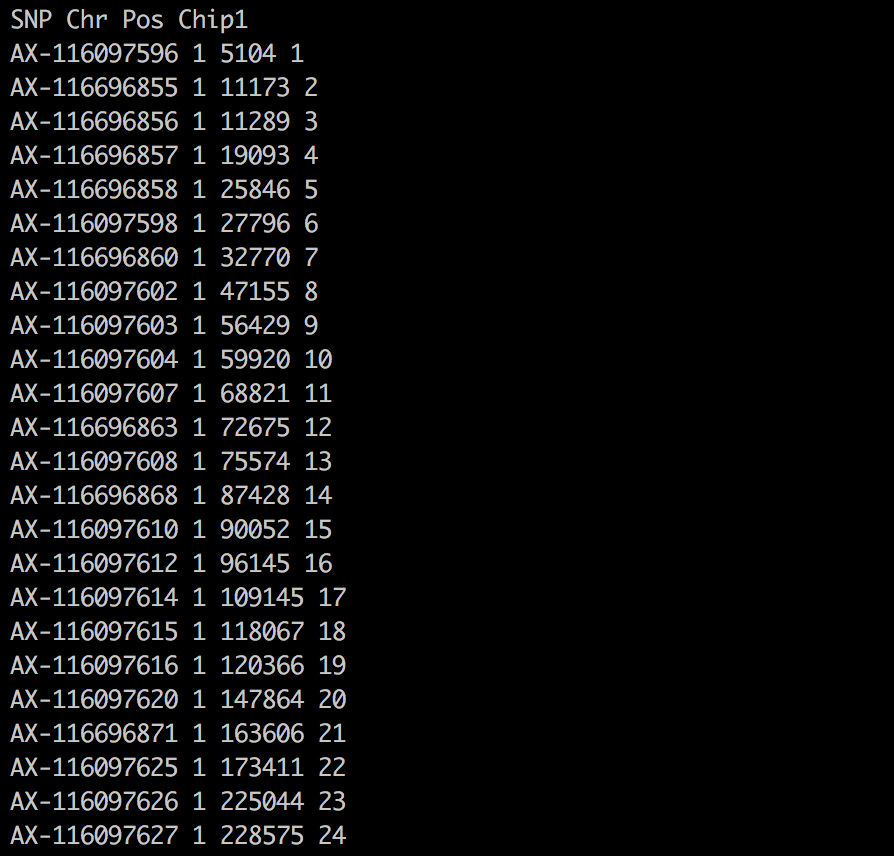 SNP Chr Pos Chip1
AX-116097596 1 5104 1
AX-116696855 1 11173 2
AX-116696856 1 11289 3
AX-116696857 1 19093 4
AX-116696858 1 25846 5
AX-116097598 1 27796 6
AX-116696860 1 32770 7
AX-116097602 1 47155 8
AX-116097603 1 56429 9
AX-116097604 1 59920 10
AX-116097607 1 68821 11
AX-116696863 1 72675 12
AX-116097608 1 75574 13
AX-116696868 1 87428 14
AX-116097610 1 90052 15
AX-116097612 1 96145 16
AX-116097614 1 109145 17
AX-116097615 1 118067 18
AX-116097616 1 120366 19
AX-116097620 1 147864 20
AX-116696871 1 163606 21
AX-116097625 1 173411 22
AX-116097626 1 225044 23
AX-116097627 1 228575 24